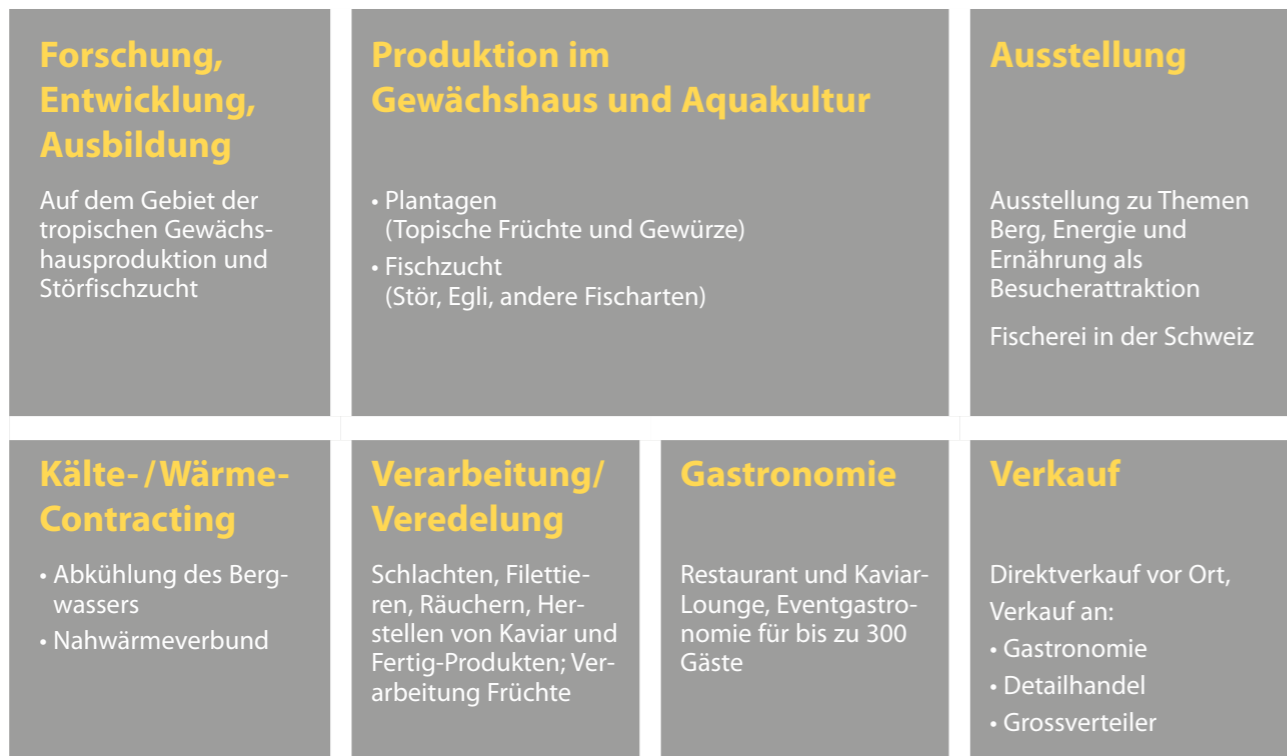 Forschung,
Entwicklung,
Ausbildung
Auf dem Gebiet der
tropischen Gewächs-
hausproduktion und
Störfischzucht
Produktion im
Gewächshaus und Aquakultur
• Plantagen
(Topische Früchte und Gewürze)
• Fischzucht
(Stör, Egli, andere Fischarten)
Ausstellung
Ausstellung zu Themen
Berg, Energie und
Ernährung als
Besucherattraktion
Fischerei in der Schweiz
Kälte-/Wärme-
Contracting
• Abkühlung des Berg-
wassers
• Nahwärmeverbund
Verarbeitung/
Veredelung
Schlachten, Filettie-
ren, Räuchern, Her-
stellen von Kaviar und
Fertig-Produkten; Ver-
arbeitung Früchte
Gastronomie
Restaurant und Kaviar-
Lounge, Eventgastro-
nomie für bis zu 300
Gäste
Verkauf
Direktverkauf vor Ort,
Verkauf an:
• Gastronomie
• Detailhandel
• Grossverteiler